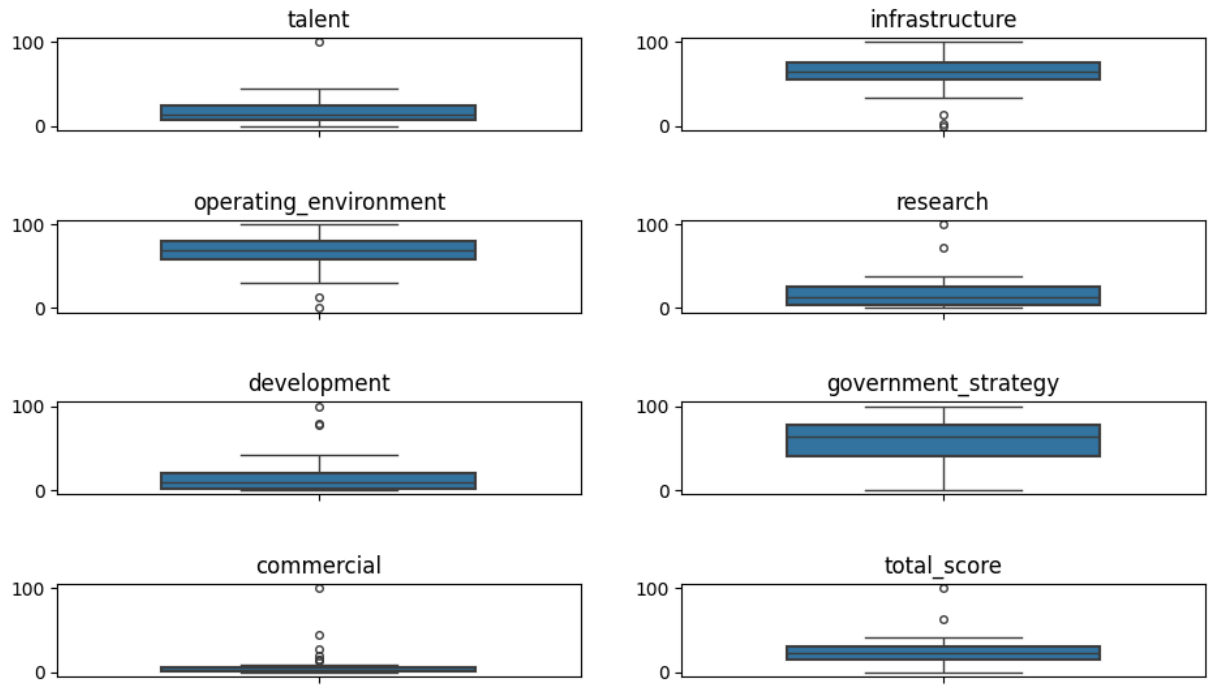 talent
100
0
infrastructure
100
0
operating_environment
100
0
research
100
0
development
100
0
government_strategy
100
0
commercial
100
0
total_score
100
0